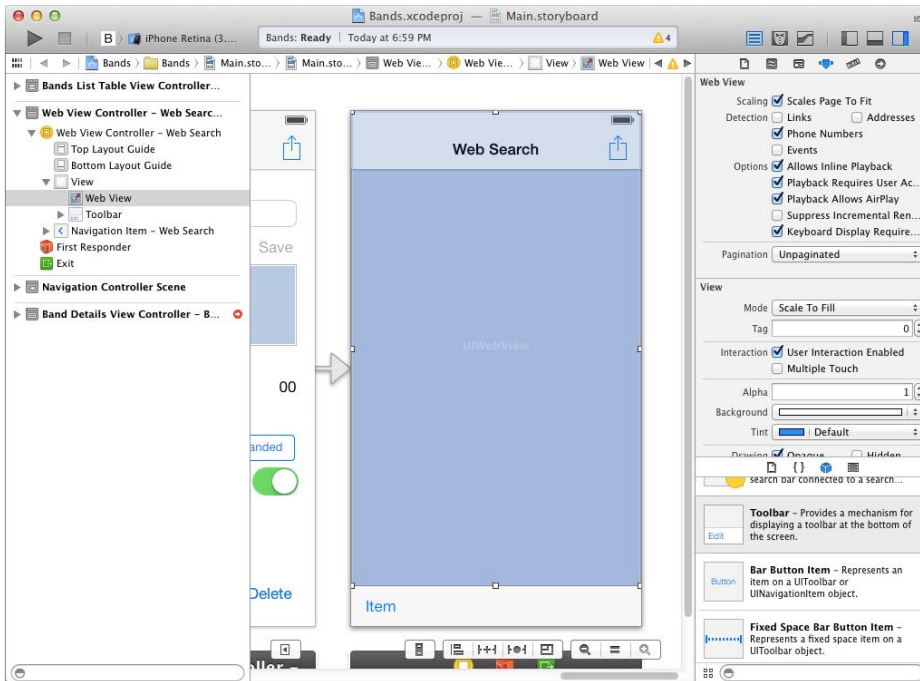 Bands.xcodeproj — Main.storyboard
B iPhone Retina (3....
Bands: Ready | Today at 6:59 PM
4
Bands
Bands
Main.sto...
Main.sto...
Web Vie...
Web Vie...
View
Web View
Bands List Table View Controller...
Web View Controller – Web Searc...
Web View Controller – Web Search
Top Layout Guide
Bottom Layout Guide
View
Web View
Toolbar
Navigation Item – Web Search
First Responder
Exit
Navigation Controller Scene
Band Details View Controller – B...
Save
00
anded
Delete
Web Search
UIWebView
Item
oller –
Web View
Scaling Scales Page To Fit
Detection Links Addresses
Phone Numbers
Events
Options Allows Inline Playback
Playback Requires User Ac...
Playback Allows AirPlay
Suppress Incremental Ren...
Keyboard Display Require...
Pagination Unpaginated
View
Mode Scale To Fill
Tag 0
Interaction User Interaction Enabled
Multiple Touch
Alpha 1
Background
Tint Default
Drawing Opaque Hidden
{ }
search bar connected to a search...
Edit
Toolbar – Provides a mechanism for
displaying a toolbar at the bottom of
the screen.
Button
Bar Button Item – Represents an
item on a UIToolbar or
UINavigationItem object.
Fixed Space Bar Button Item –
Represents a fixed space item on a
UIToolbar object.